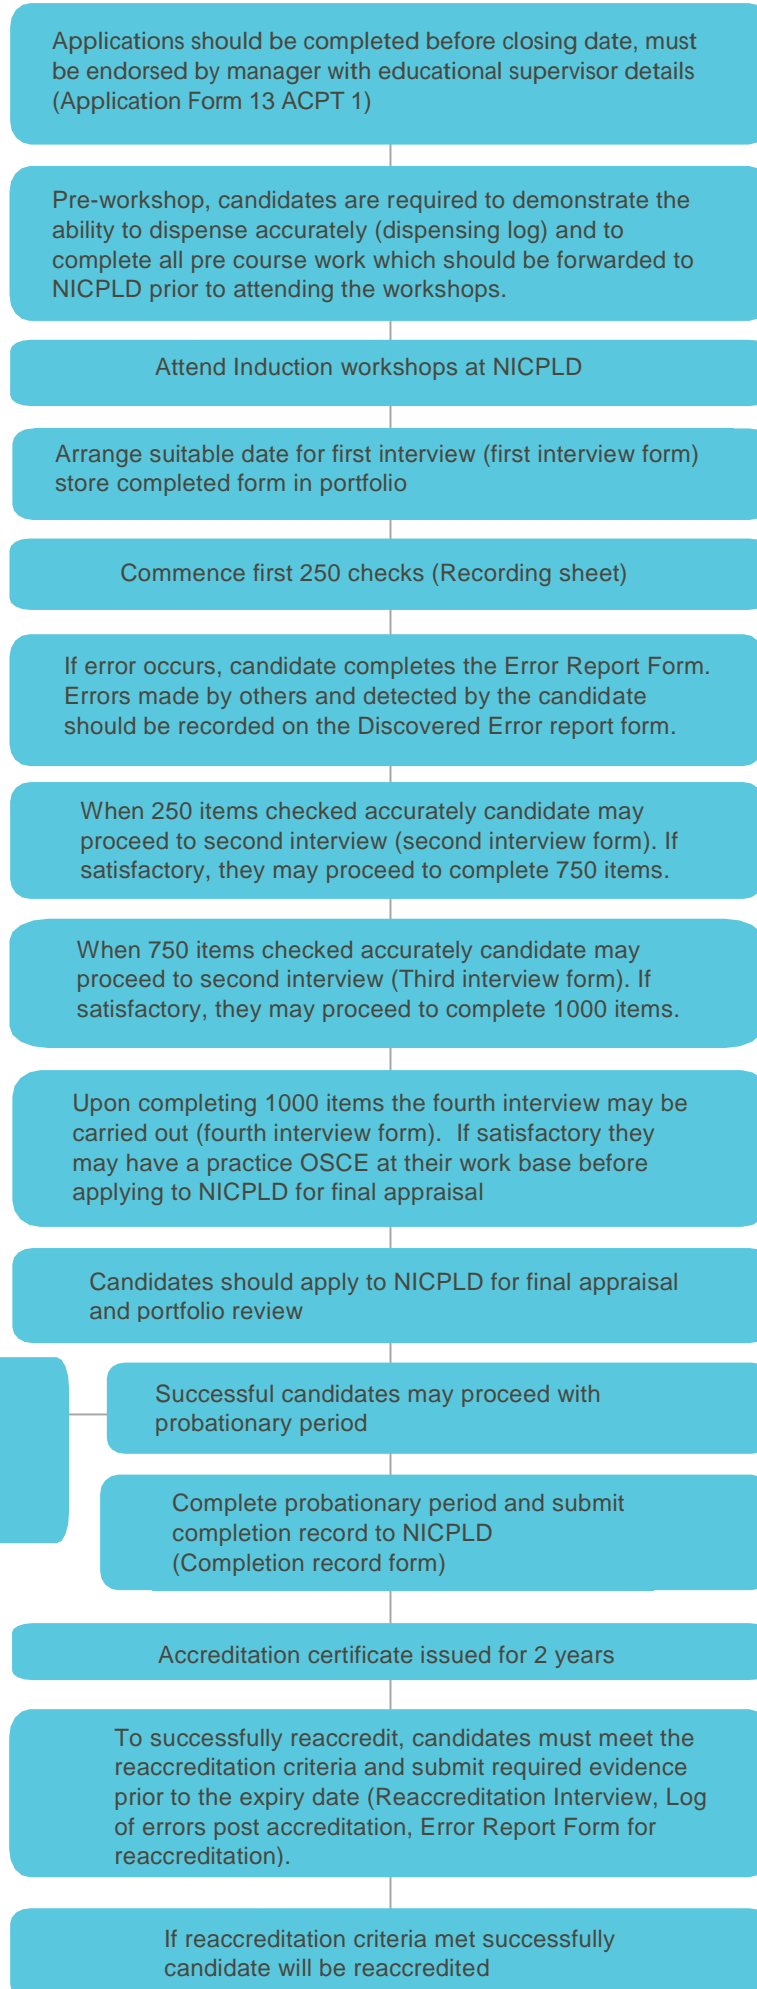 Applications should be completed before closing date, must
be endorsed by manager with educational supervisor details
(Application Form 13 ACPT 1)
Pre-workshop, candidates are required to demonstrate the
ability to dispense accurately (dispensing log) and to
complete all pre course work which should be forwarded to
NICPLD prior to attending the workshops.
Attend Induction workshops at NICPLD
Arrange suitable date for first interview (first interview form)
store completed form in portfolio
Commence first 250 checks (Recording sheet)
If error occurs, candidate completes the Error Report Form.
Errors made by others and detected by the candidate
should be recorded on the Discovered Error report form.
When 250 items checked accurately candidate may
proceed to second interview (second interview form). If
satisfactory, they may proceed to complete 750 items.
When 750 items checked accurately candidate may
proceed to second interview (Third interview form). If
satisfactory, they may proceed to complete 1000 items.
Upon completing 1000 items the fourth interview may be
carried out (fourth interview form).  If satisfactory they
may have a practice OSCE at their work base before
applying to NICPLD for final appraisal
Candidates should apply to NICPLD for final appraisal
and portfolio review
Successful candidates may proceed with
probationary period
Complete probationary period and submit
completion record to NICPLD
(Completion record form)
Accreditation certificate issued for 2 years
To successfully reaccredit, candidates must meet the
reaccreditation criteria and submit required evidence
prior to the expiry date (Reaccreditation Interview, Log
of errors post accreditation, Error Report Form for
reaccreditation).
If reaccreditation criteria met successfully
candidate will be reaccredited